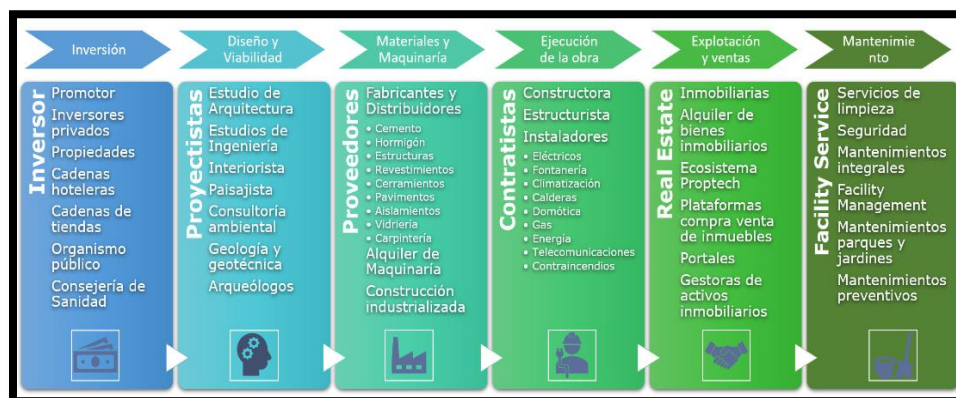 Inversión
Diseño y
Viabilidad
Materiales y
Maquinaría
Ejecución
de la obra
Explotación
y ventas
Mantenimie
nto
Inversor
Promotor
Inversores
privados
Propiedades
Cadenas
hoteleras
Cadenas de
tiendas
Organismo
público
Consejería de
Sanidad
Proyectistas
Estudio de
Arquitectura
Estudios de
Ingeniería
Interiorista
Paisajista
Consultoría
ambiental
Geología y
geotécnica
Arqueólogos
Proveedores
Fabricantes y
Distribuidores
• Cemento
• Hormigón
• Estructuras
• Revestimientos
• Cerramientos
• Pavimentos
• Aislamientos
• Vidriería
• Carpintería
Alquiler de
Maquinaría
Construcción
industrializada
Contratistas
Constructora
Estructurista
Instaladores
• Eléctricos
• Fontanería
• Climatización
• Calderas
• Domótica
• Gas
• Energía
• Telecomunicaciones
• Contraincendios
Real Estate
Inmobiliarias
Alquiler de
bienes
inmobiliarios
Ecosistema
Proptech
Plataformas
compra venta
de inmuebles
Portales
Gestoras de
activos
inmobiliarios
Facility Service
Servicios de
limpieza
Seguridad
Mantenimientos
integrales
Facility
Management
Mantenimientos
parques y
jardines
Mantenimientos
preventivos